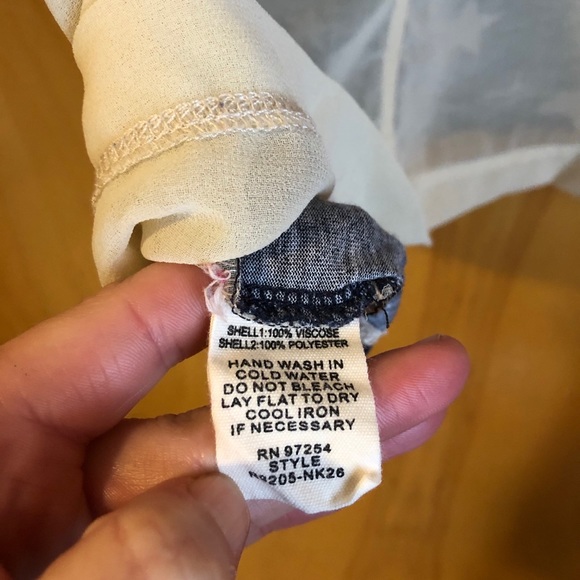 SHELL1:100% VISCOSE
SHELL2:100% POLYESTER
HAND WASH IN
COLD WATER
DO NOT BLEACH
LAY FLAT TO DRY
COOL IRON
IF NECESSARY
RN 97254
STYLE